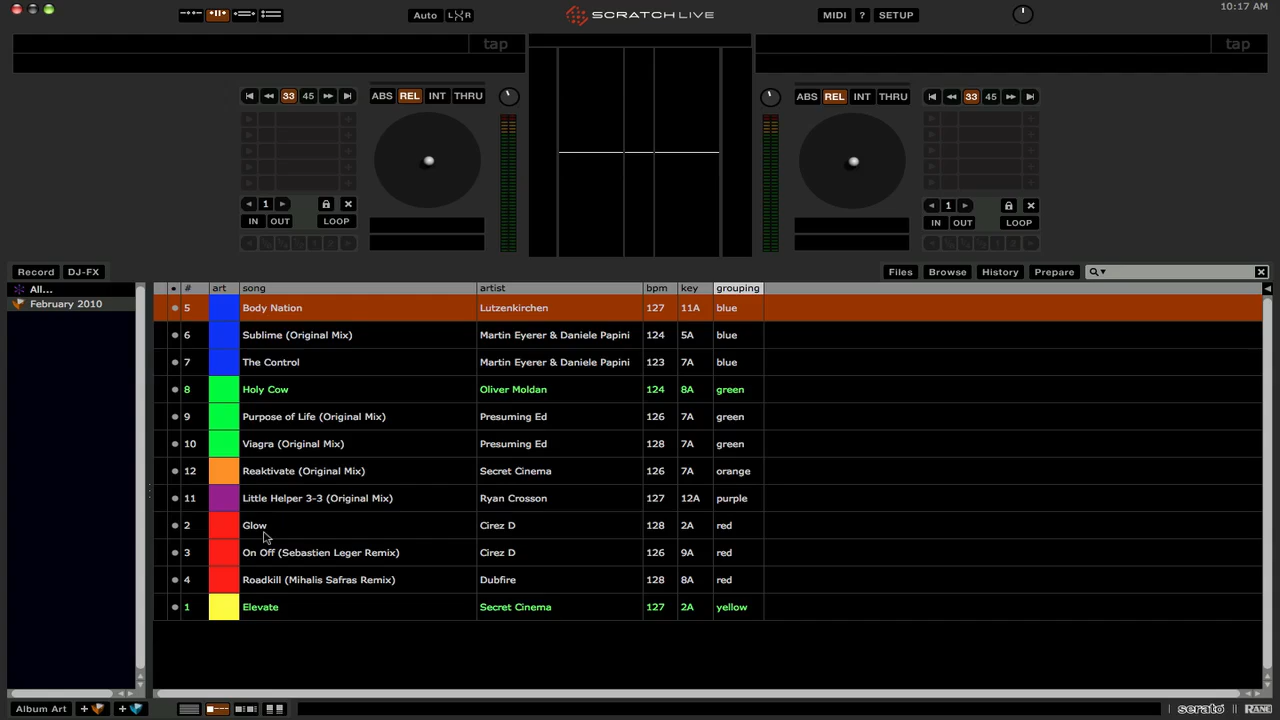 10:17 AM
Auto LXR SCRATCHLIVE MIDI ? SETUP
tap tap
33 45 ABS REL INT THRU ABS REL INT THRU 33 45
1 1
IN OUT LOOP IN OUT LOOP
Record DJ-FX Files Browse History Prepare
All...
February 2010
# art song artist bpm key grouping
5 Body Nation Lutzenkirchen 127 11A blue
6 Sublime (Original Mix) Martin Eyerer & Daniele Papini 124 5A blue
7 The Control Martin Eyerer & Daniele Papini 123 7A blue
8 Holy Cow Oliver Moldan 124 8A green
9 Purpose of Life (Original Mix) Presuming Ed 126 7A green
10 Viagra (Original Mix) Presuming Ed 128 7A green
12 Reaktivate (Original Mix) Secret Cinema 126 7A orange
11 Little Helper 3-3 (Original Mix) Ryan Crosson 127 12A purple
2 Glow Cirez D 128 2A red
3 On Off (Sebastien Leger Remix) Cirez D 126 9A red
4 Roadkill (Mihalis Safras Remix) Dubfire 128 8A red
1 Elevate Secret Cinema 127 2A yellow
Album Art + + serato RANE